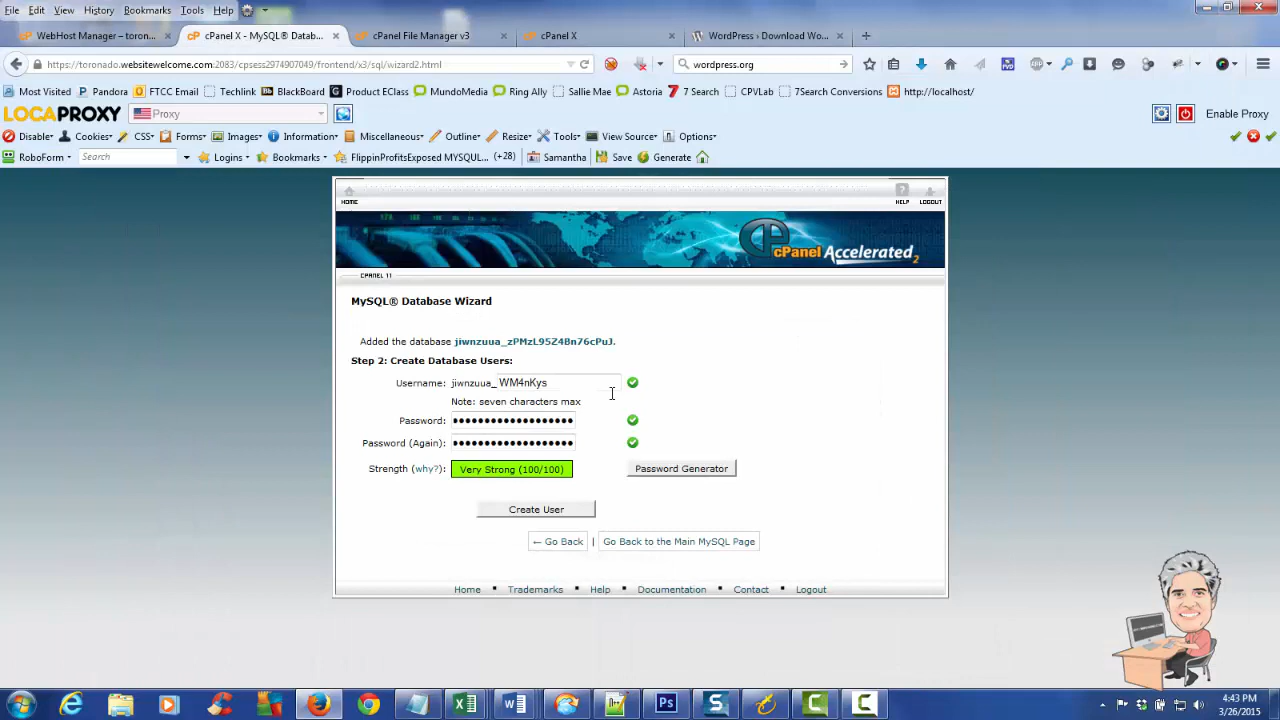 File Edit View History Bookmarks Tools Help
WebHost Manager – toron... × cPanel X - MySQL® Datab... × cPanel File Manager v3 × cPanel X × WordPress › Download Wo... × +
https://toronado.websitewelcome.com:2083/cpsess2974907049/frontend/x3/sql/wizard2.html wordpress.org
Most Visited Pandora FTCC Email Techlink BlackBoard Product EClass MundoMedia Ring Ally Sallie Mae Astoria 7 Search CPVLab 7Search Conversions http://localhost/
LOCAPROXY Proxy Enable Proxy
Disable Cookies CSS Forms Images Information Miscellaneous Outline Resize Tools View Source Options
RoboForm Search Logins Bookmarks FlippinProfitsExposed MYSQUL... (+28) Samantha Save Generate
HOME HELP LOGOUT
cPanel Accelerated2
CPANEL 11
MySQL® Database Wizard
Added the database jiwnzuua_zPMzL95Z4Bn76cPuJ.
Step 2: Create Database Users:
Username: jiwnzuua_ WM4nKys
Note: seven characters max
Password: ●●●●●●●●●●●●●●●●●●●
Password (Again): ●●●●●●●●●●●●●●●●●●●
Strength (why?): Very Strong (100/100) Password Generator
Create User
← Go Back | Go Back to the Main MySQL Page
Home ▪ Trademarks ▪ Help ▪ Documentation ▪ Contact ▪ Logout
4:43 PM
3/26/2015